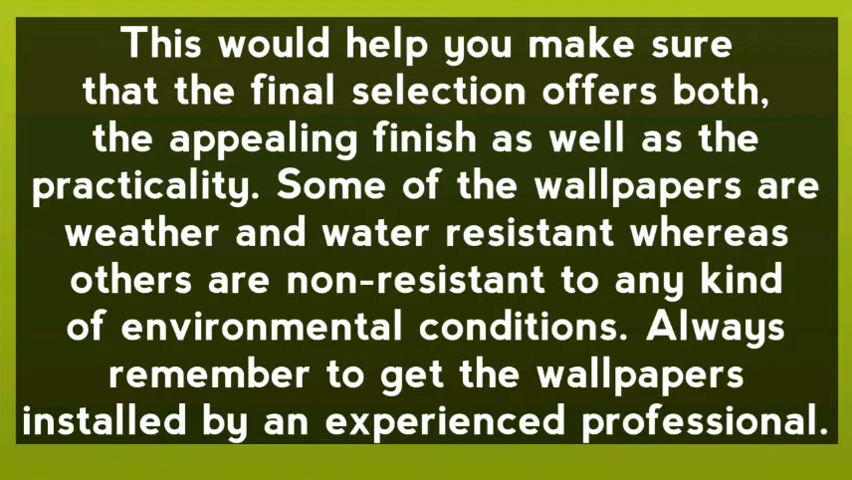 This would help you make sure
that the final selection offers both,
the appealing finish as well as the
practicality. Some of the wallpapers are
weather and water resistant whereas
others are non-resistant to any kind
of environmental conditions. Always
remember to get the wallpapers
installed by an experienced professional.